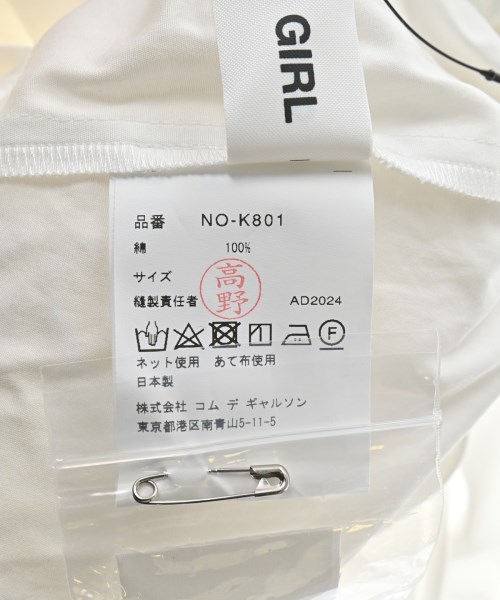 GIRL
品番 NO-K801
綿 100%
サイズ
高野
縫製責任者 AD2024
ネット使用 あて布使用
日本製
株式会社 コム デ ギャルソン
東京都港区南青山5-11-5